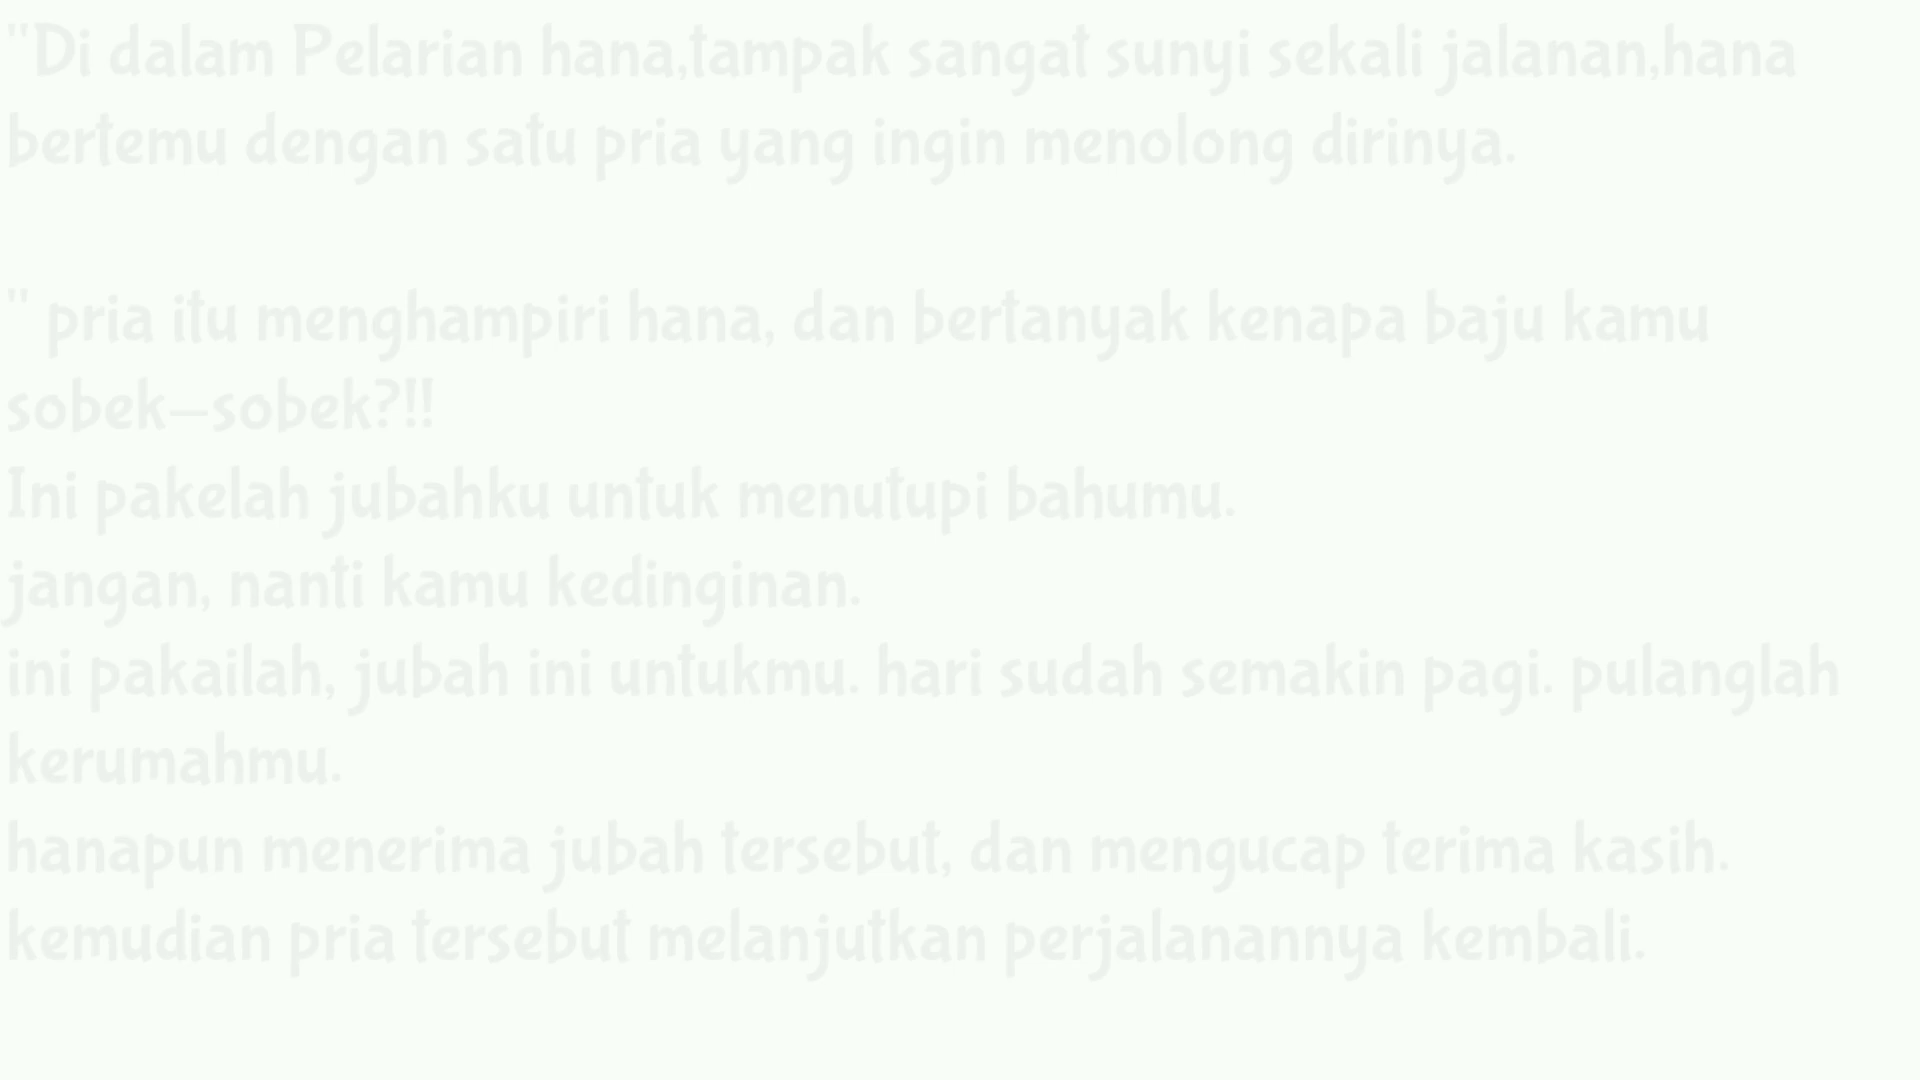 "Di dalam Pelarian hana,tampak sangat sunyi sekali jalanan,hana
bertemu dengan satu pria yang ingin menolong dirinya.
" pria itu menghampiri hana, dan bertanyak kenapa baju kamu
sobek-sobek?!!
Ini pakelah jubahku untuk menutupi bahumu.
jangan, nanti kamu kedinginan.
ini pakailah, jubah ini untukmu. hari sudah semakin pagi. pulanglah
kerumahmu.
hanapun menerima jubah tersebut, dan mengucap terima kasih.
kemudian pria tersebut melanjutkan perjalanannya kembali.